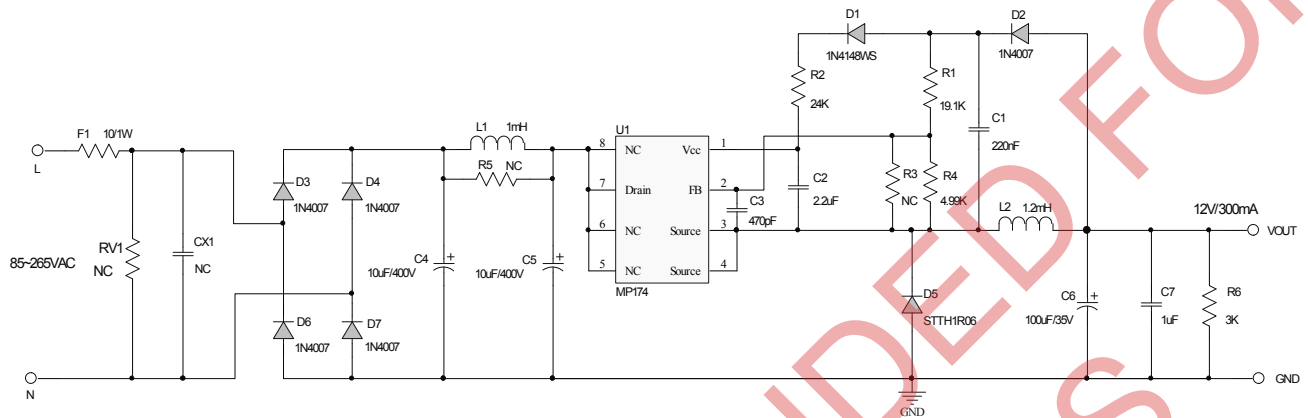 D1
D2
1N4148WS
1N4007
R2
24K
R1
19.1K
C1
220nF
F1 10/1W
L
L1 1mH
R5 NC
U1
8 NC Vcc 1
7 Drain FB 2
6 NC Source 3
5 NC Source 4
MP174
C2
2.2uF
C3
470pF
R3
NC
R4
4.99K
L2 1.2mH
12V/300mA
VOUT
D3
1N4007
D4
1N4007
RV1
NC
CX1
NC
85~265VAC
C4
10uF/400V
C5
10uF/400V
D5
STTH1R06
C6
100uF/35V
C7
1uF
R6
3K
D6
1N4007
D7
1N4007
N
GND
GND
DED FO